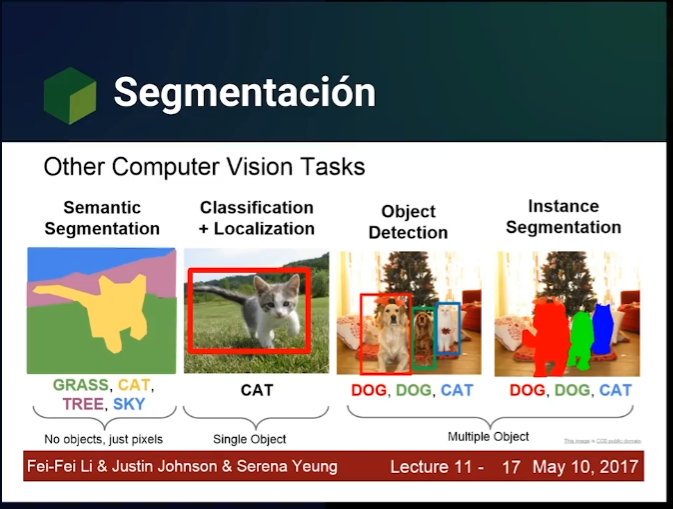 Segmentación
Other Computer Vision Tasks
Semantic
Segmentation
Classification
+ Localization
Object
Detection
Instance
Segmentation
GRASS, CAT,
TREE, SKY
CAT
DOG, DOG, CAT
DOG, DOG, CAT
No objects, just pixels
Single Object
Multiple Object
This image is CC0 public domain
Fei-Fei Li & Justin Johnson & Serena Yeung
Lecture 11 - 17 May 10, 2017